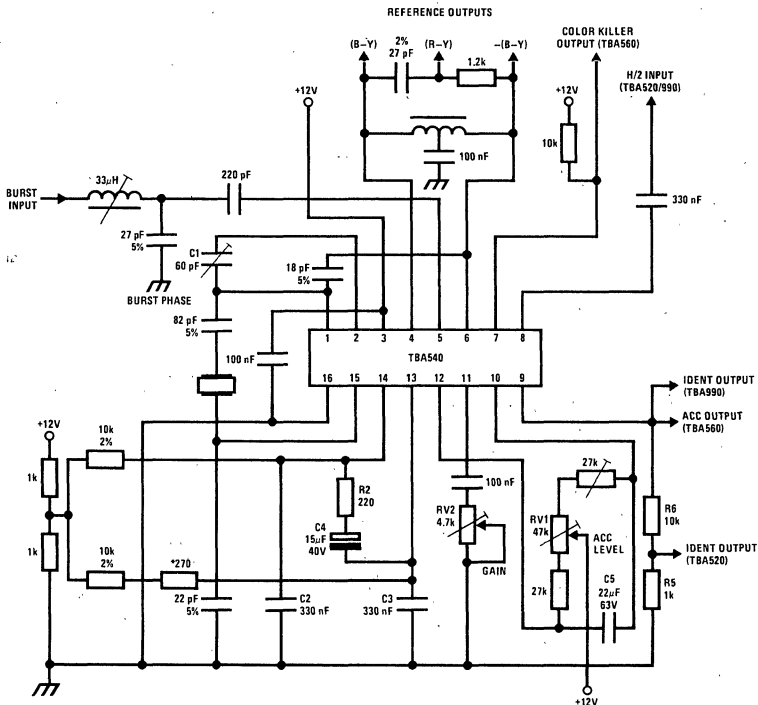 REFERENCE OUTPUTS
(B–Y)
2%
27 pF
(R–Y)
1.2k
–(B–Y)
COLOR KILLER
OUTPUT (TBA560)
H/2 INPUT
(TBA520/990)
+12V
+12V
10k
100 nF
330 nF
BURST
INPUT
33μH
220 pF
27 pF
5%
C1
60 pF
18 pF
5%
BURST PHASE
82 pF
5%
100 nF
1 2 3 4 5 6 7 8
TBA540
16 15 14 13 12 11 10 9
IDENT OUTPUT
(TBA990)
ACC OUTPUT
(TBA560)
+12V
10k
2%
1k
1k
R2
220
C4
15μF
40V
100 nF
RV2
4.7k
GAIN
27k
RV1
47k
ACC
LEVEL
R6
10k
IDENT OUTPUT
(TBA520)
10k
2%
*270
27k
C5
22μF
63V
R5
1k
22 pF
5%
C2
330 nF
C3
330 nF
+12V